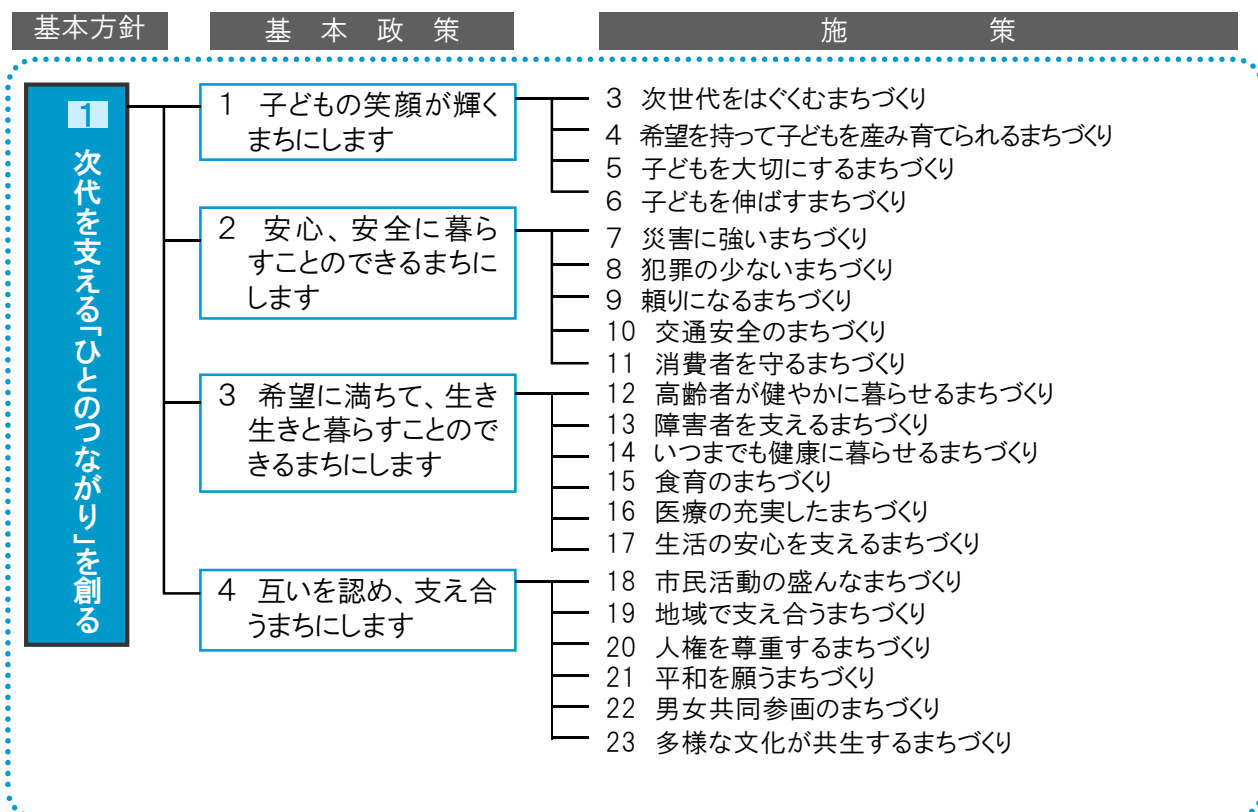 基本方針
基本政策
施策
1
次代を支える「ひとのつながり」を創る
1 子どもの笑顔が輝く
まちにします
3 次世代をはぐくむまちづくり
4 希望を持って子どもを産み育てられるまちづくり
5 子どもを大切にするまちづくり
6 子どもを伸ばすまちづくり
2 安心、安全に暮ら
すことのできるまちに
します
7 災害に強いまちづくり
8 犯罪の少ないまちづくり
9 頼りになるまちづくり
10 交通安全のまちづくり
11 消費者を守るまちづくり
3 希望に満ちて、生き
生きと暮らすことので
きるまちにします
12 高齢者が健やかに暮らせるまちづくり
13 障害者を支えるまちづくり
14 いつまでも健康に暮らせるまちづくり
15 食育のまちづくり
16 医療の充実したまちづくり
17 生活の安心を支えるまちづくり
4 互いを認め、支え合
うまちにします
18 市民活動の盛んなまちづくり
19 地域で支え合うまちづくり
20 人権を尊重するまちづくり
21 平和を願うまちづくり
22 男女共同参画のまちづくり
23 多様な文化が共生するまちづくり